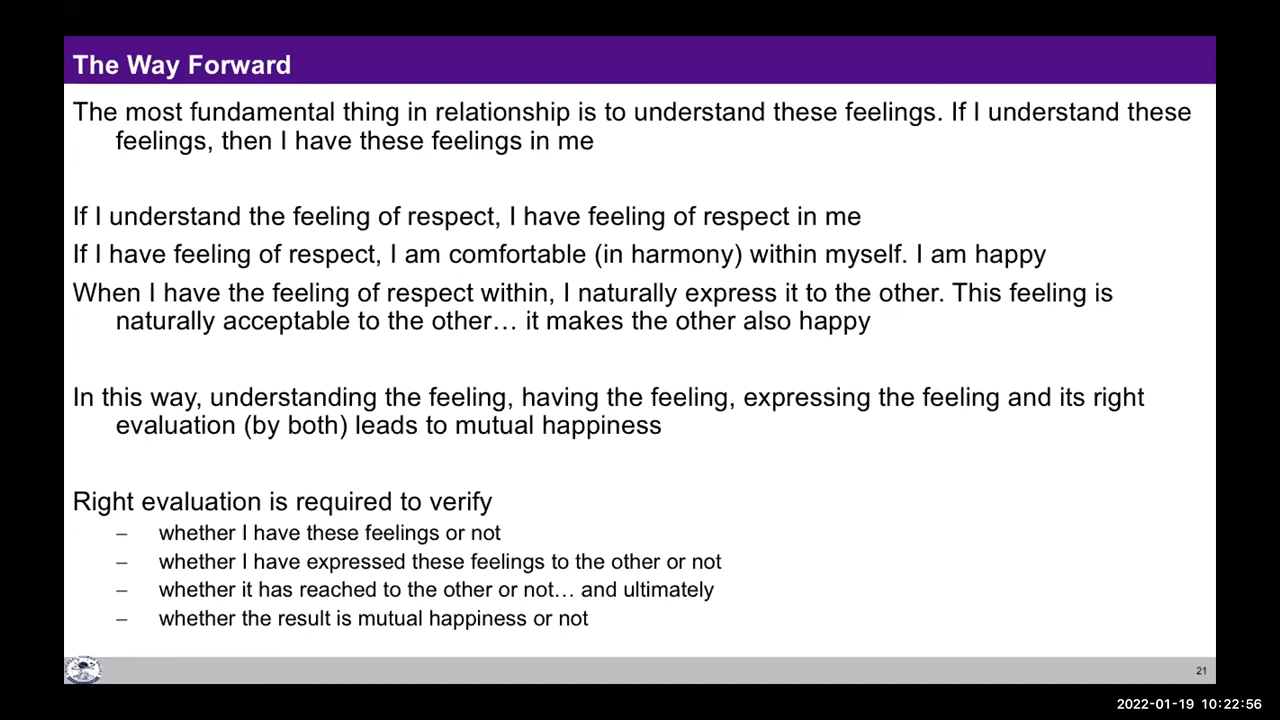 The Way Forward
The most fundamental thing in relationship is to understand these feelings. If I understand these
feelings, then I have these feelings in me
If I understand the feeling of respect, I have feeling of respect in me
If I have feeling of respect, I am comfortable (in harmony) within myself. I am happy
When I have the feeling of respect within, I naturally express it to the other. This feeling is
naturally acceptable to the other… it makes the other also happy
In this way, understanding the feeling, having the feeling, expressing the feeling and its right
evaluation (by both) leads to mutual happiness
Right evaluation is required to verify
– whether I have these feelings or not
– whether I have expressed these feelings to the other or not
– whether it has reached to the other or not… and ultimately
– whether the result is mutual happiness or not
21
2022-01-19 10:22:56